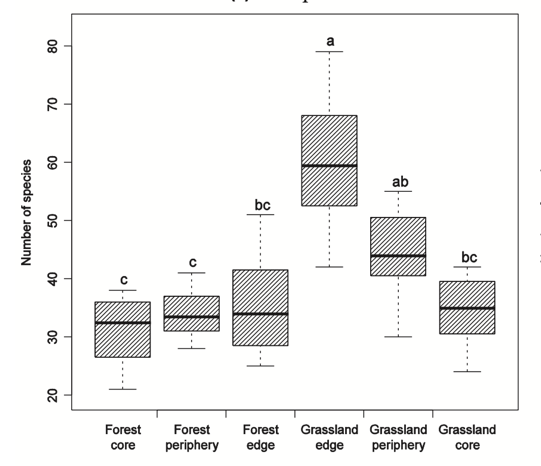 Number of species
80
70
60
50
40
30
20
c
c
bc
a
ab
bc
Forest core
Forest periphery
Forest edge
Grassland edge
Grassland periphery
Grassland core